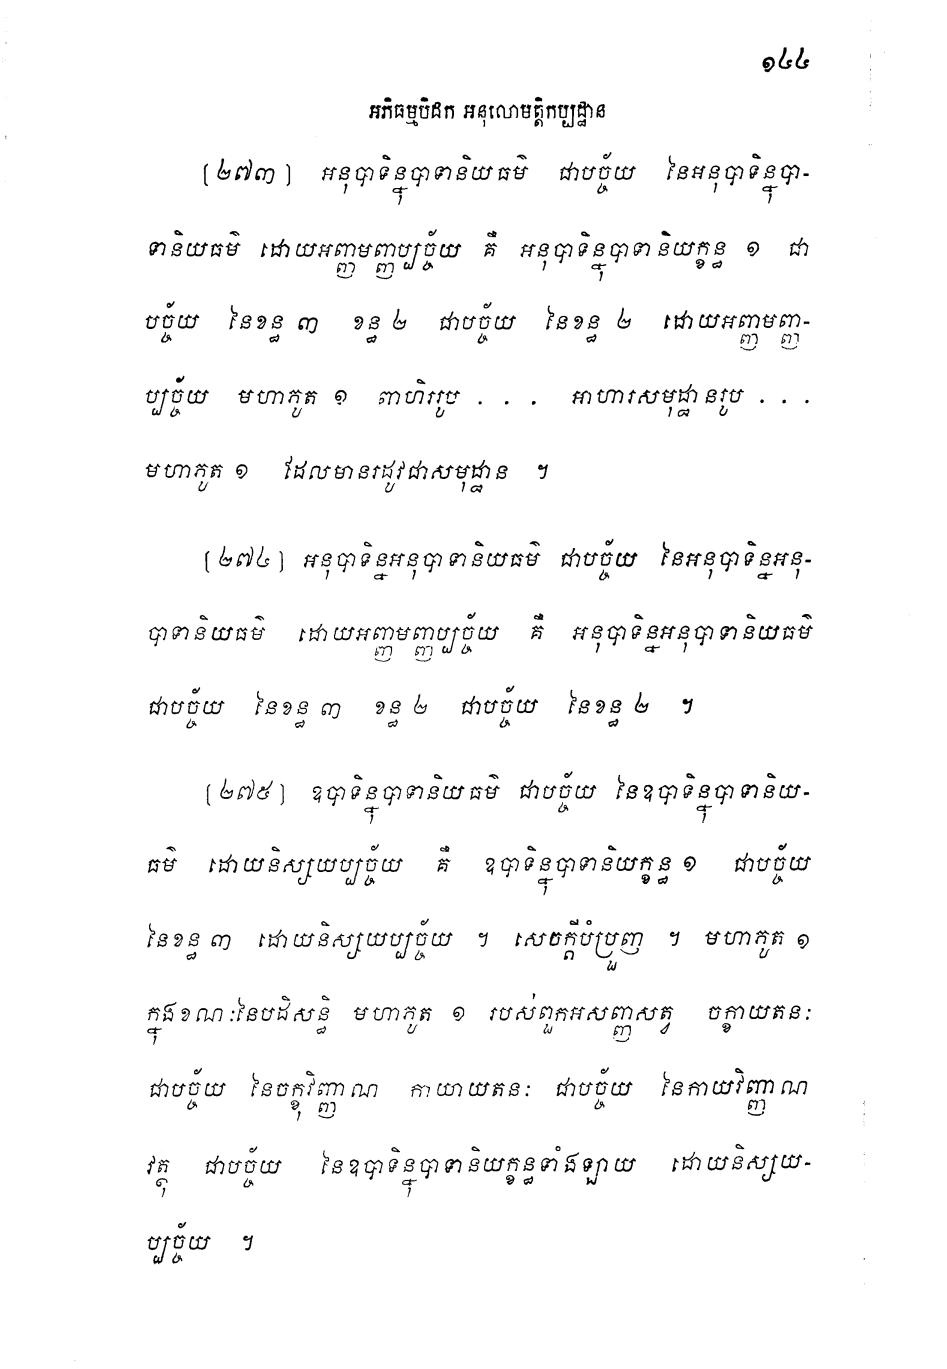 ១៤៤
អភិធម្មបិដក អនុលោមត្តិកប្បដ្ឋាន
[២៧៣] អនុបាទិន្នុបាទានិយធម៌ ជាបច្ច័យ នៃអនុបាទិន្នុបា-
ទានិយធម៌ ដោយអញ្ញមញ្ញប្បច្ច័យ គឺ អនុបាទិន្នុបាទានិយក្ខន្ធ ១ ជា
បច្ច័យ នៃខន្ធ ៣ ខន្ធ ២ ជាបច្ច័យ នៃខន្ធ ២ ដោយអញ្ញមញ្ញ-
ប្បច្ច័យ មហាភូត ១ ពាហិររូប . . . អាហារសមុដ្ឋានរូប . . .
មហាភូត ១ ដែលមានរដូវជាសមុដ្ឋាន ។
[២៧៤] អនុបាទិន្នអនុបាទានិយធម៌ ជាបច្ច័យ នៃអនុបាទិន្នអនុ-
បាទានិយធម៌ ដោយអញ្ញមញ្ញប្បច្ច័យ គឺ អនុបាទិន្នអនុបាទានិយធម៌
ជាបច្ច័យ នៃខន្ធ ៣ ខន្ធ ២ ជាបច្ច័យ នៃខន្ធ ២ ។
[២៧៥] ឧបាទិន្នុបាទានិយធម៌ ជាបច្ច័យ នៃឧបាទិន្នុបាទានិយ-
ធម៌ ដោយនិស្សយប្បច្ច័យ គឺ ឧបាទិន្នុបាទានិយក្ខន្ធ ១ ជាបច្ច័យ
នៃខន្ធ ៣ ដោយនិស្សយប្បច្ច័យ ។ សេចក្តីបំប្រួញ ។ មហាភូត ១
ក្នុងខណៈនៃបដិសន្ធិ មហាភូត ១ របស់ពួកអសញ្ញសត្វ ចក្ខាយតនៈ
ជាបច្ច័យ នៃចក្ខុវិញ្ញាណ កាយាយតនៈ ជាបច្ច័យ នៃកាយវិញ្ញាណ
វត្ថុ ជាបច្ច័យ នៃឧបាទិន្នុបាទានិយក្ខន្ធទាំងឡាយ ដោយនិស្សយ-
ប្បច្ច័យ ។